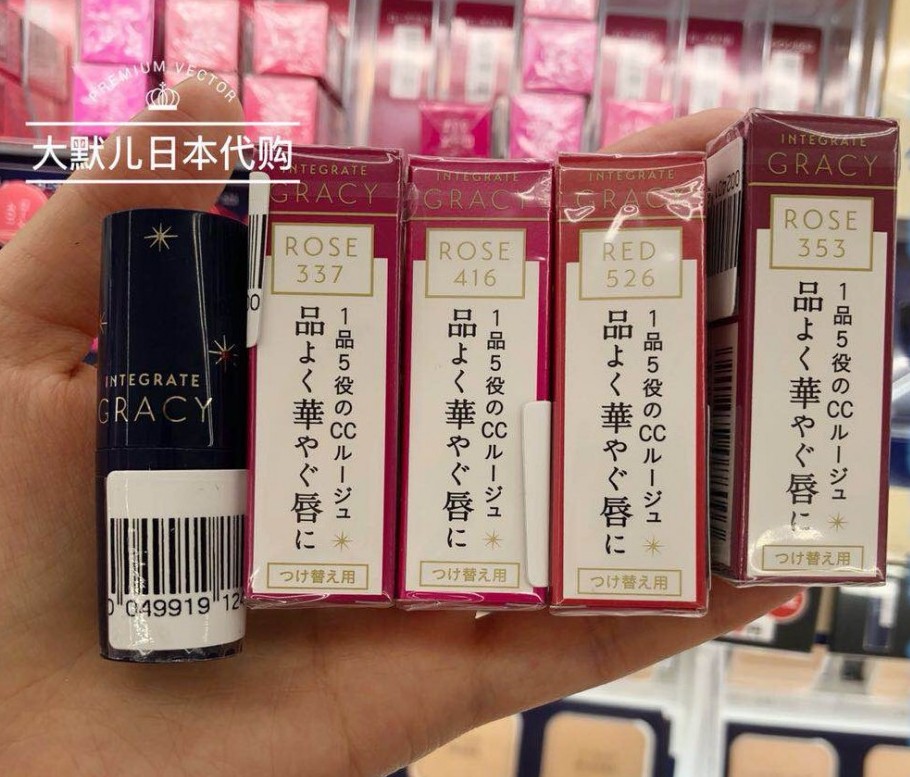 PREMIUM VECTOR
大默儿日本代购
INTEGRATE
GRACY
0 049919 12
INTEGRATE
GRACY
ROSE
337
1品5役のCCルージュ
品よく華やぐ唇に
つけ替え用
INTEGRATE
GRACY
ROSE
416
1品5役のCCルージュ
品よく華やぐ唇に
つけ替え用
INTEGRATE
GRACY
RED
526
1品5役のCCルージュ
品よく華やぐ唇に
つけ替え用
INTEGRATE
GRACY
ROSE
353
1品5役のCCルージュ
品よく華やぐ唇に
つけ替え用